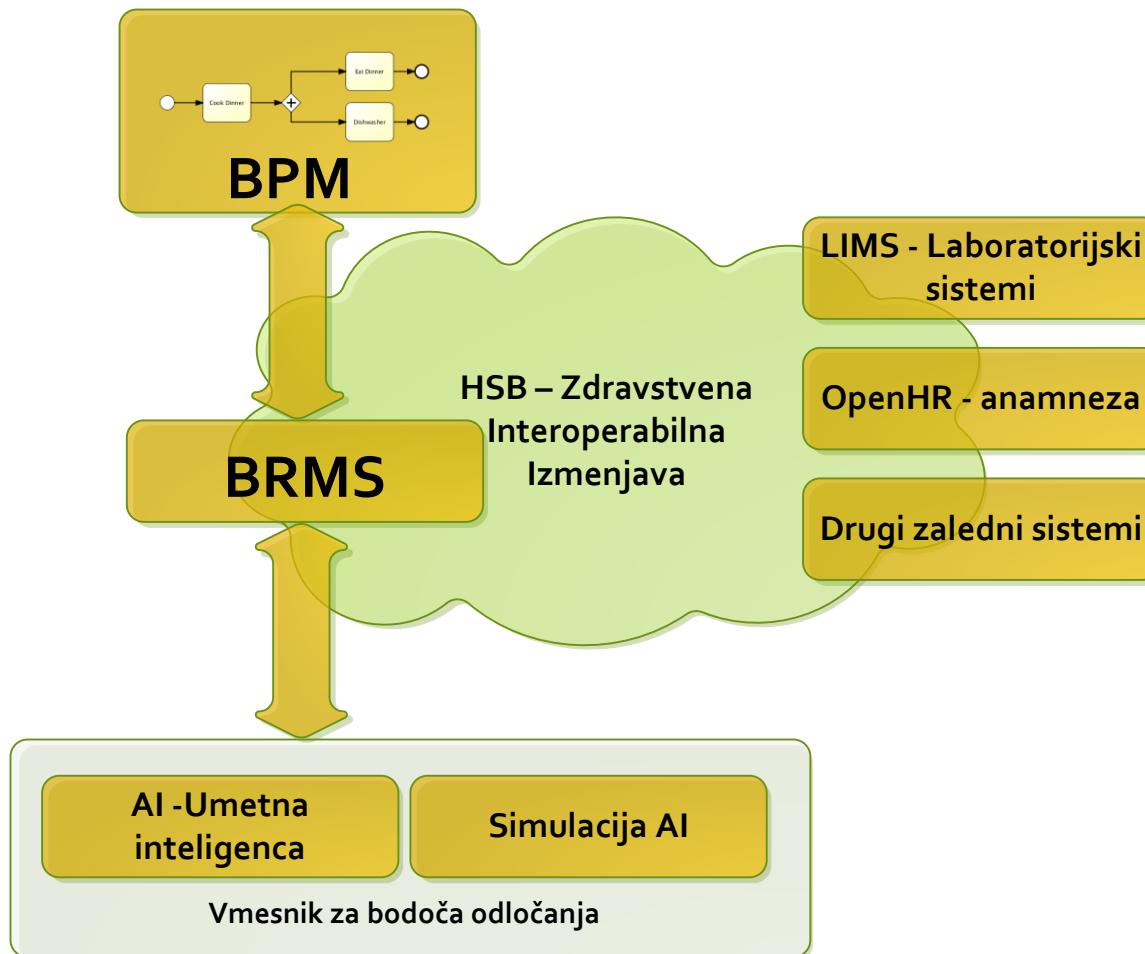 Cook Dinner
Eat Dinner
Dishwasher
BPM
LIMS - Laboratorijski
sistemi
HSB – Zdravstvena
Interoperabilna
Izmenjava
OpenHR - anamneza
BRMS
Drugi zaledni sistemi
AI -Umetna
inteligenca
Simulacija AI
Vmesnik za bodoča odločanja